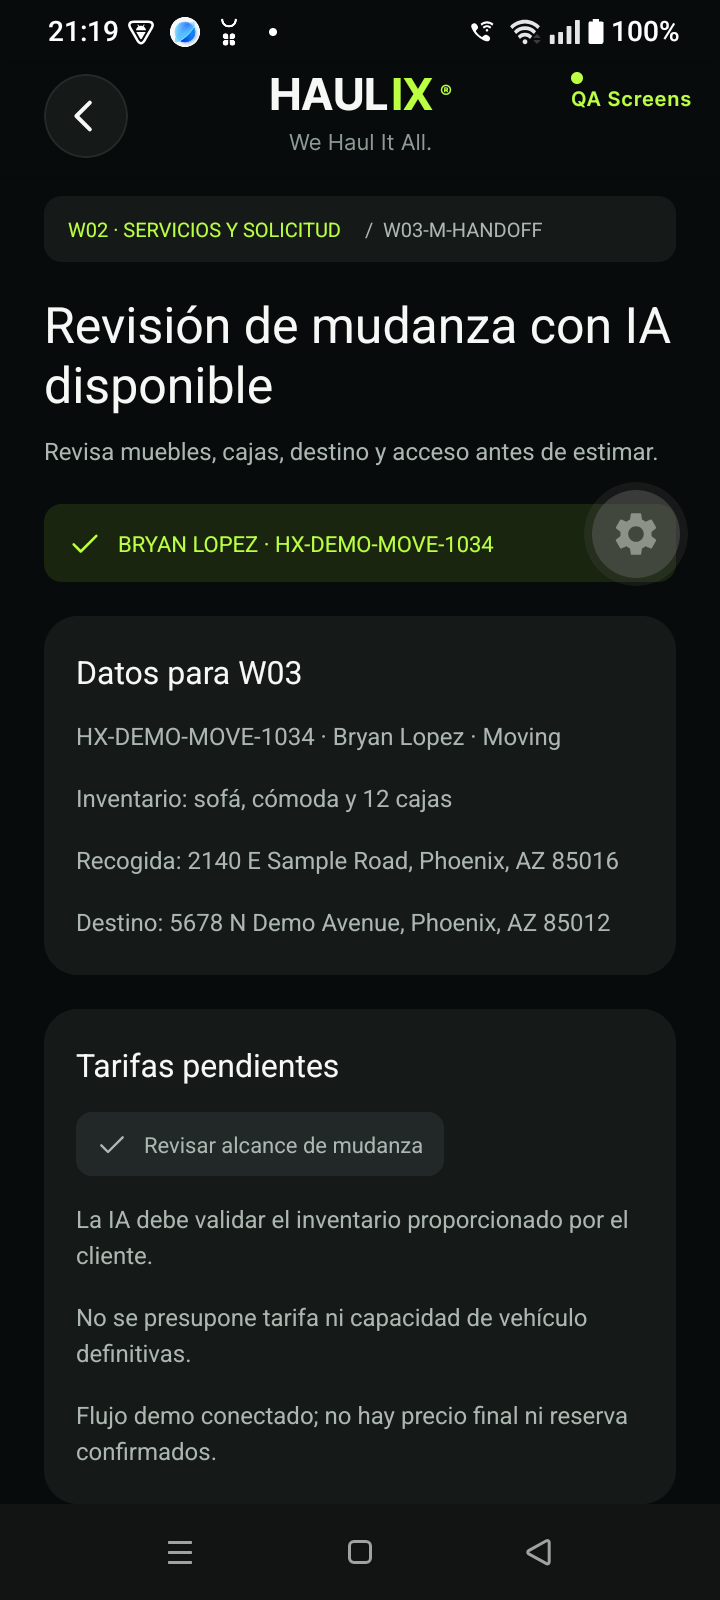 21:19
100%
HAULIX ®
QA Screens
We Haul It All.
W02 · SERVICIOS Y SOLICITUD / W03-M-HANDOFF
Revisión de mudanza con IA
disponible
Revisa muebles, cajas, destino y acceso antes de estimar.
BRYAN LOPEZ · HX-DEMO-MOVE-1034
Datos para W03
HX-DEMO-MOVE-1034 · Bryan Lopez · Moving
Inventario: sofá, cómoda y 12 cajas
Recogida: 2140 E Sample Road, Phoenix, AZ 85016
Destino: 5678 N Demo Avenue, Phoenix, AZ 85012
Tarifas pendientes
Revisar alcance de mudanza
La IA debe validar el inventario proporcionado por el
cliente.
No se presupone tarifa ni capacidad de vehículo
definitivas.
Flujo demo conectado; no hay precio final ni reserva
confirmados.